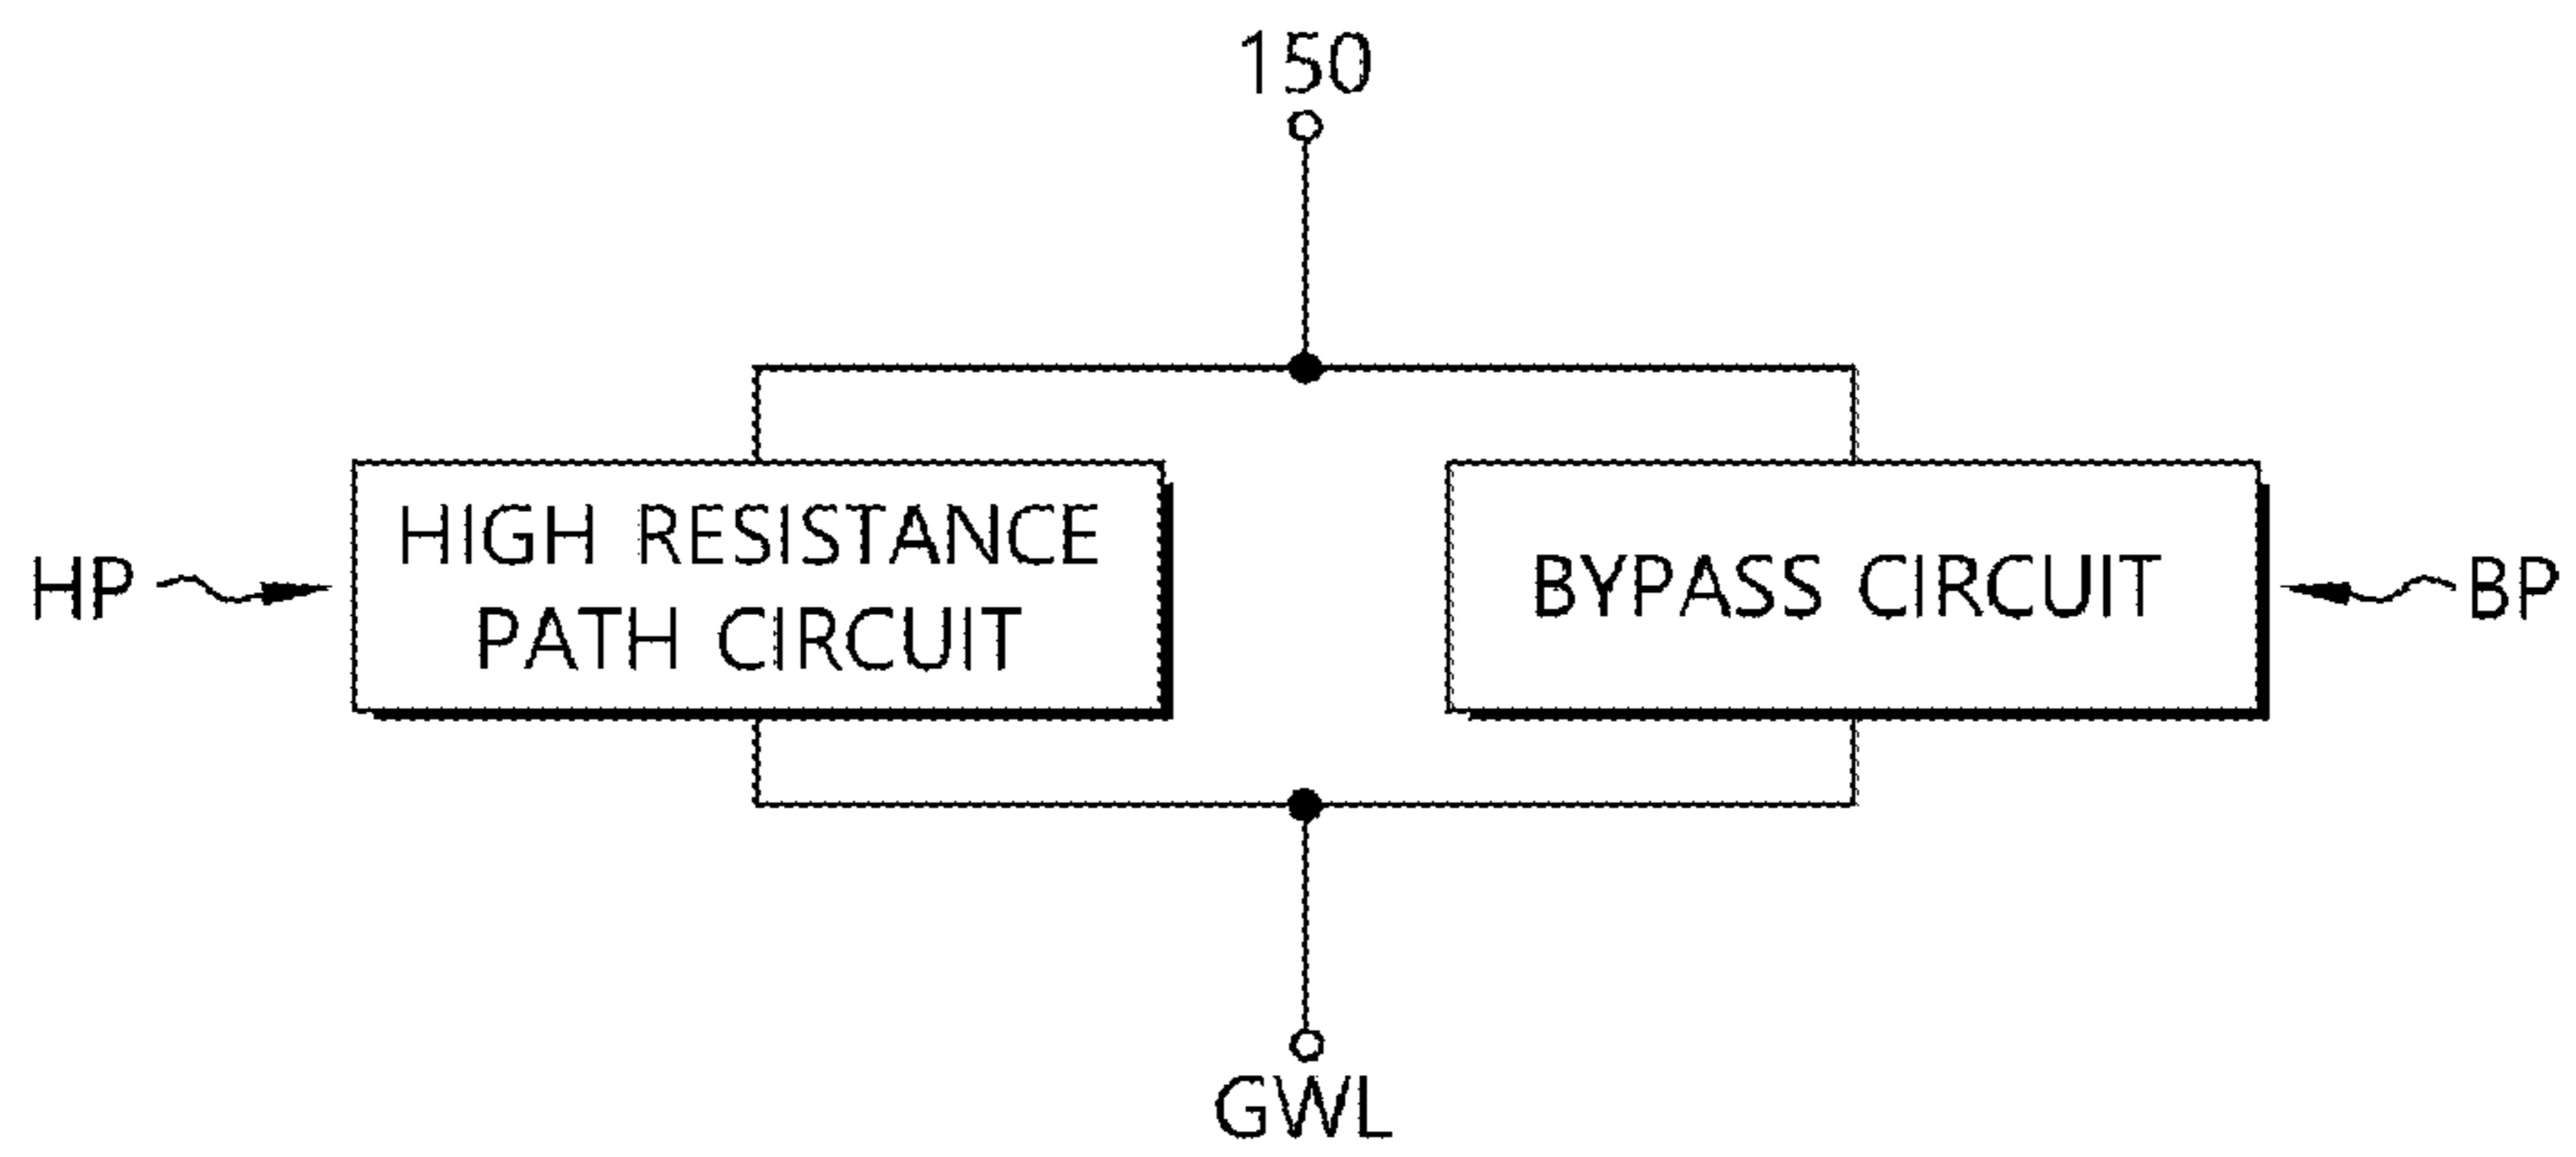 150
HIGH RESISTANCE
PATH CIRCUIT
BYPASS CIRCUIT
HP
BP
GWL